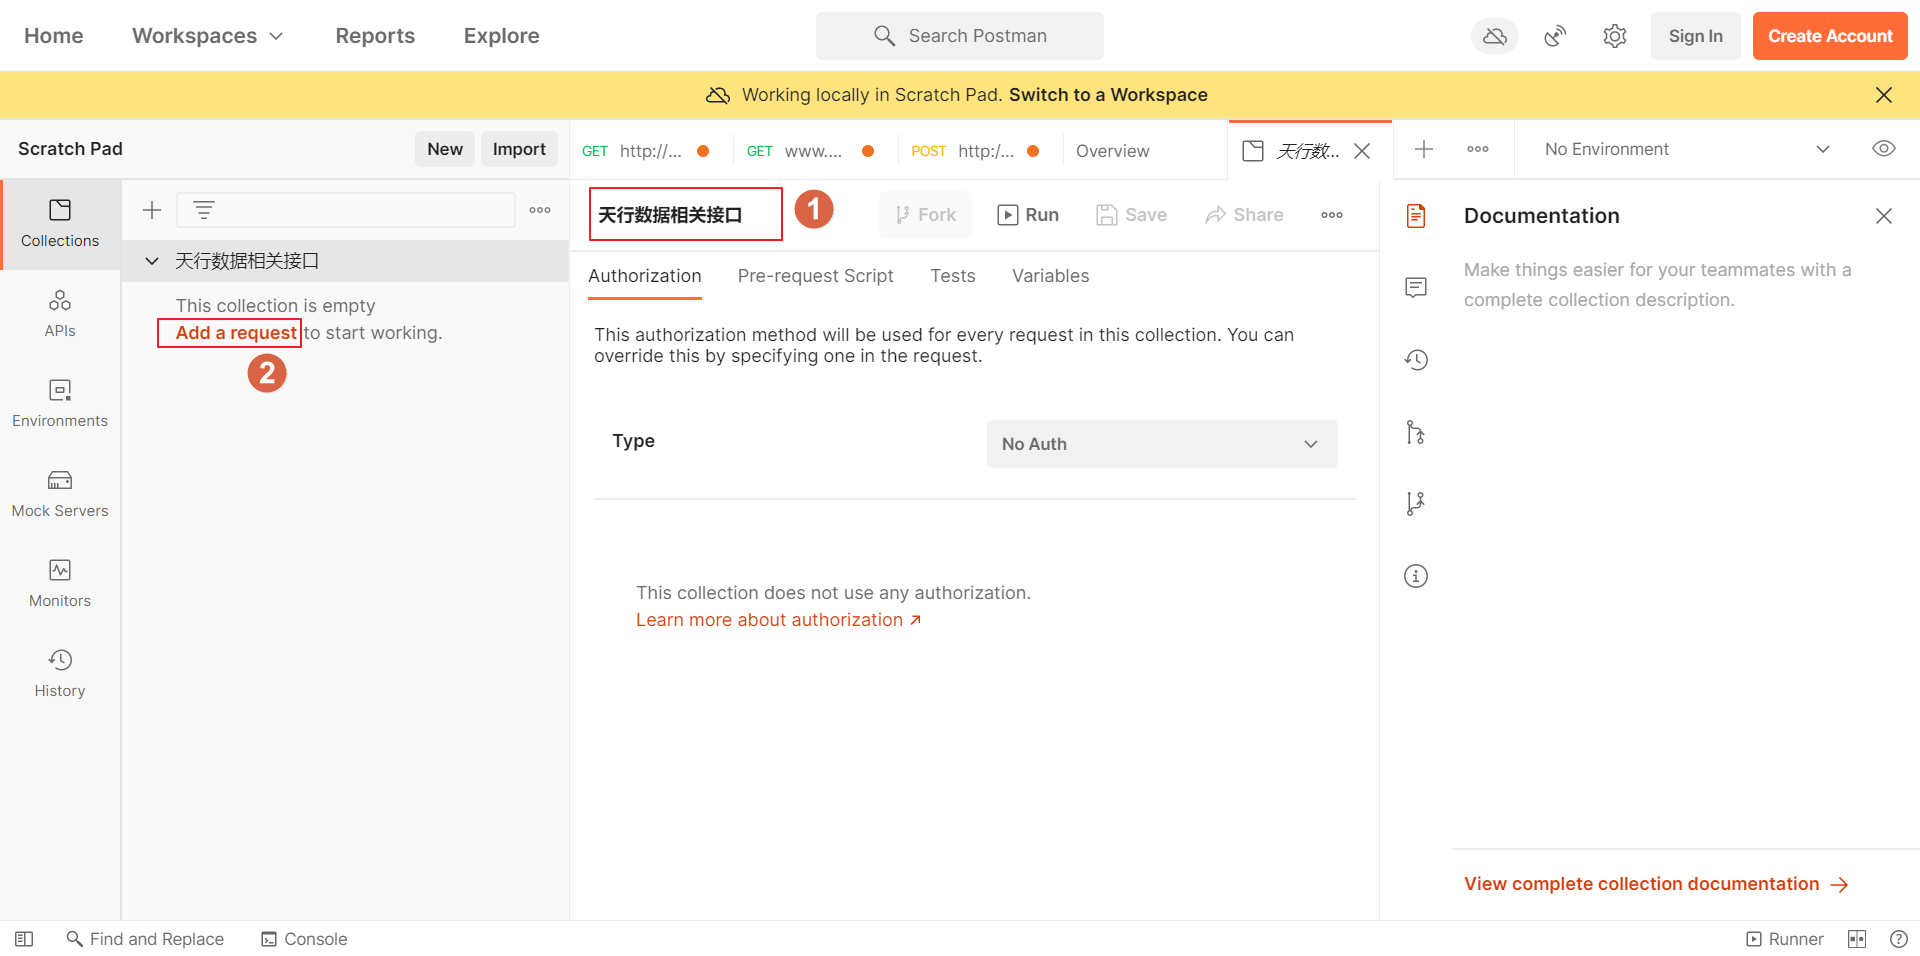 Home Workspaces Reports Explore Search Postman Sign In Create Account
Working locally in Scratch Pad. Switch to a Workspace
Scratch Pad New Import GET http://... GET www.... POST http:/... Overview 天行数... No Environment
Collections
APIs
Environments
Mock Servers
Monitors
History
天行数据相关接口
This collection is empty
Add a request to start working.
2
天行数据相关接口 1 Fork Run Save Share
Authorization Pre-request Script Tests Variables
This authorization method will be used for every request in this collection. You can
override this by specifying one in the request.
Type No Auth
This collection does not use any authorization.
Learn more about authorization
Documentation
Make things easier for your teammates with a
complete collection description.
View complete collection documentation
Find and Replace Console Runner